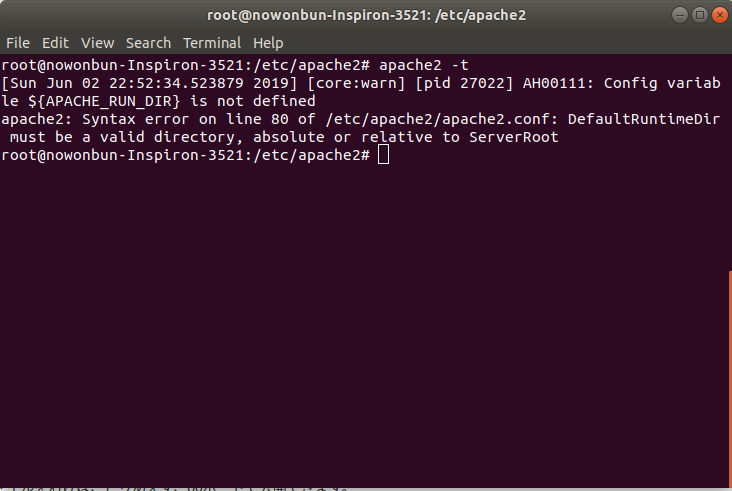 root@nowonbun-Inspiron-3521: /etc/apache2
File Edit View Search Terminal Help
root@nowonbun-Inspiron-3521:/etc/apache2# apache2 -t
[Sun Jun 02 22:52:34.523879 2019] [core:warn] [pid 27022] AH00111: Config variab
le ${APACHE_RUN_DIR} is not defined
apache2: Syntax error on line 80 of /etc/apache2/apache2.conf: DefaultRuntimeDir
 must be a valid directory, absolute or relative to ServerRoot
root@nowonbun-Inspiron-3521:/etc/apache2#